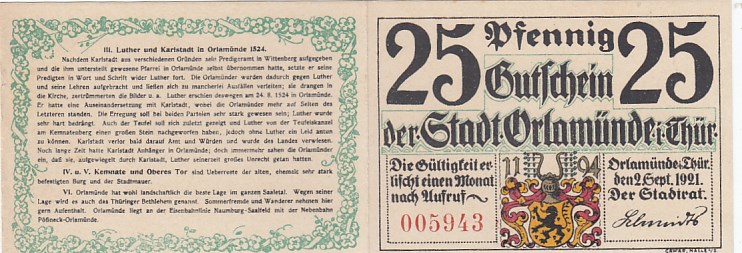 III. Luther und Karlstadt in Orlamünde 1524.
Nachdem Karlstadt aus verschiedenen Gründen sein Predigeramt in Wittenberg aufgegeben
und die ihm unterstellt gewesene Pfarrei in Orlamünde selbst übernommen hatte, setzte er seine
Predigten in Wort und Schrift wider Luther fort. Die Orlamünder wurden dadurch gegen Luther
und seine Lehren aufgebracht und ließen sich zu mancherlei Ausfällen verleiten; sie drangen in
die Kirche, zertrümmerten die Bilder u. a. Luther erschien deswegen am 24. 8. 1524 in Orlamünde.
Er hatte eine Auseinandersetzung mit Karlstadt, wobei die Orlamünder mehr auf Seiten des
Letzteren standen. Die Erregung soll bei beiden Partseien sehr stark gewesen sein; Luther wurde
sehr hart bedrängt. Auch der Teufel soll sich zuletzt geneigt und Luthern von der Teufelskanzel
am Kemnatenberg einen großen Stein nachgeworfen haben, jedoch ohne Luther ein Leid antun
zu können. Karlstadt verlor bald darauf Amt und Würden und wurde des Landes verwiesen.
Noch lange Zeit hatte Karlstadt Anhänger in Orlamünde; doch immermehr sahen die Orlamünder
ein, daß sie, aufgewiegelt durch Karlstadt, Luther seinerzeit großes Unrecht getan hatten.
IV. u. V. Kemnate und Oberes Tor sind Ueberreste der alten, ehemals sehr stark
befestigten Burg und der Stadtmauer.
VI. Orlamünde hat wohl landschaftlich die beste Lage im ganzen Saaletal. Wegen seiner
Lage wird es auch das Thüringer Bethlehem genannt. Sommerfremde und Wanderer nehmen hier
gern Aufenthalt. Orlamünde liegt an der Eisenbahnlinie Naumburg-Saalfeld mit der Nebenbahn
Pößneck-Orlamünde.
25 Pfennig 25
Gutschein
der Stadt Orlamünde i. Thür.
Die Gültigkeit er-
lischt einen Monat
nach Aufruf
005943
11 94
Orlamünde i. Thür.
den 2. Sept. 1921.
Der Stadtrat.